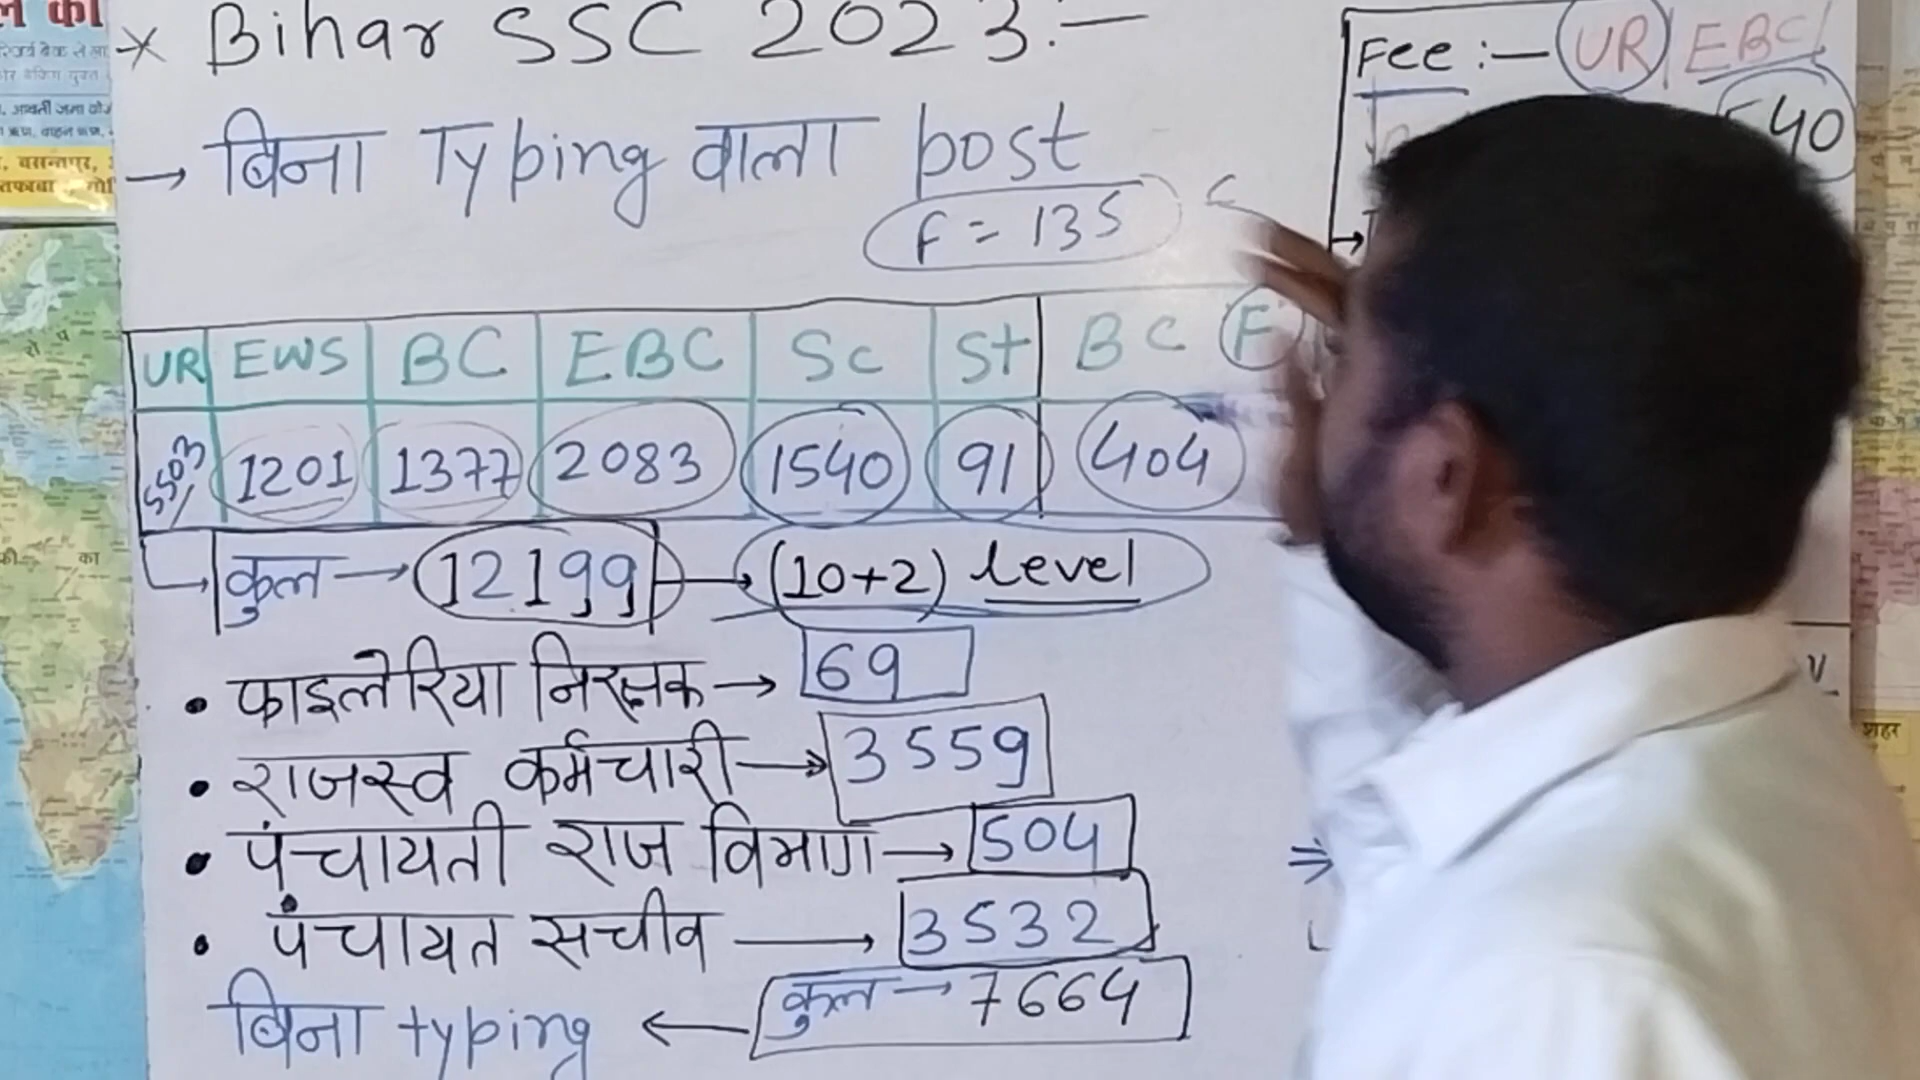 * Bihar SSC 2023:-
→ बिना Typing वाला post
F = 135
UR EWS BC EBC Sc St BC F
5503 1201 1377 2083 1540 91 404
कुल → 12199 → (10+2) Level
• फाइलेरिया निरक्षक → 69
• राजस्व कर्मचारी → 3559
• पंचायती राज विभाग → 504
• पंचायत सचीव → 3532
कुल → 7664
बिना typing ←
Fee :- UR/EBC/
540
का
शहर